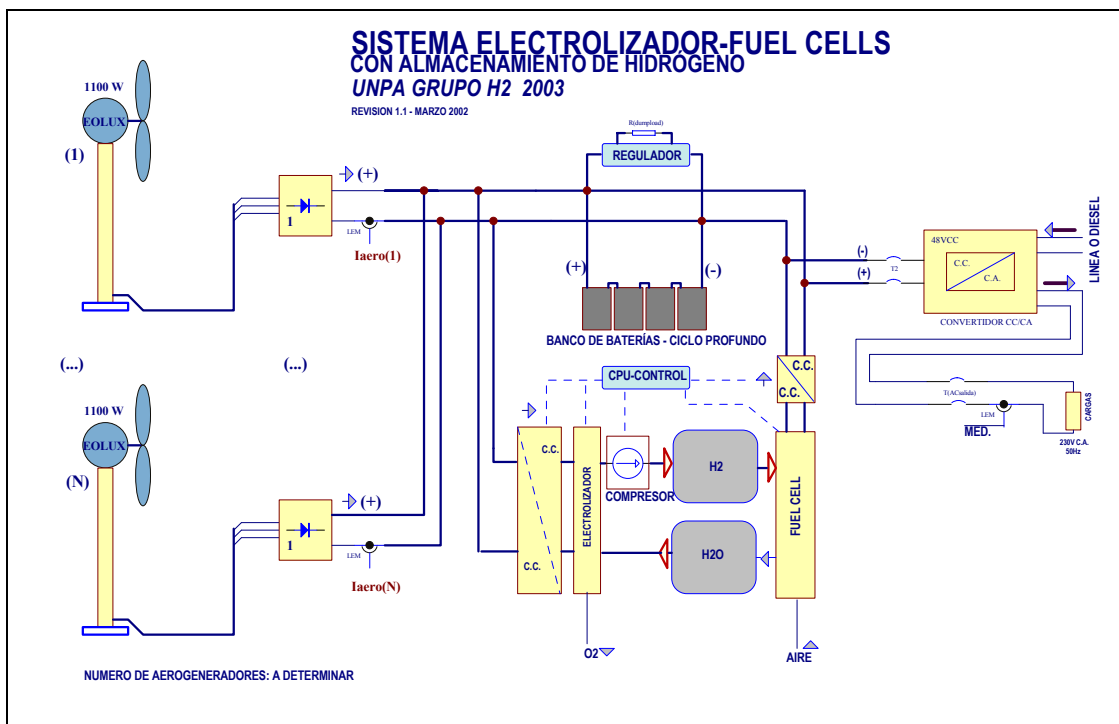 SISTEMA ELECTROLIZADOR-FUEL CELLS
CON ALMACENAMIENTO DE HIDRÓGENO
UNPA GRUPO H2 2003
REVISION 1.1 - MARZO 2002
1100 W
EOLUX
(1)
1
(+)
LEM
Iaero(1)
R(dumpload)
REGULADOR
(+)
(-)
BANCO DE BATERÍAS - CICLO PROFUNDO
(-)
(+)
T2
48VCC
C.C.
C.A.
CONVERTIDOR CC/CA
LINEA O DIESEL
(...)
(...)
CPU-CONTROL
C.C.
C.C.
T(ACsalida)
LEM
MED.
CARGAS
230V C.A.
50Hz
1100 W
EOLUX
(N)
1
(+)
LEM
Iaero(N)
C.C.
C.C.
ELECTROLIZADOR
COMPRESOR
H2
H2O
FUEL CELL
O2
AIRE
NUMERO DE AEROGENERADORES: A DETERMINAR